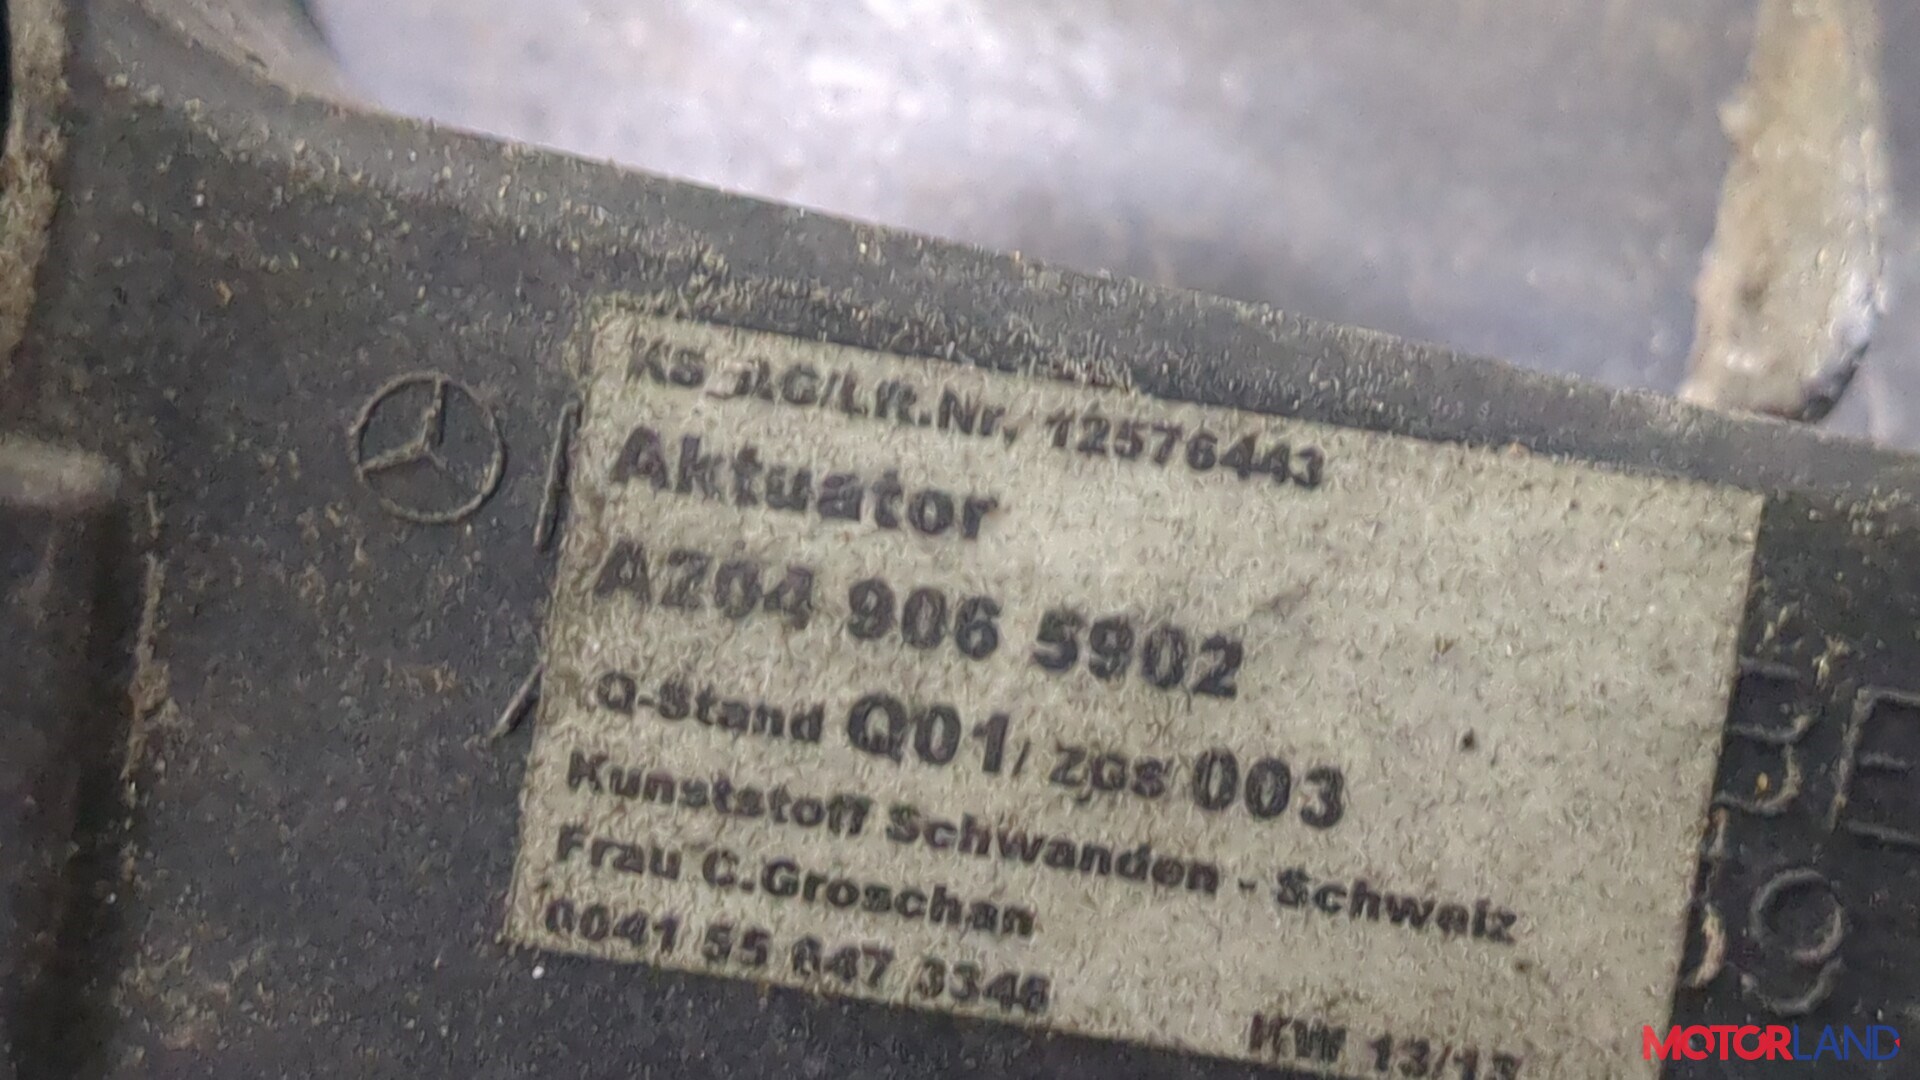 KS AG/Lft.Nr. 12576443
Aktuator
A204 906 5902
Q-Stand Q01/ ZGS 003
Kunststoff Schwanden - Schweiz
Frau C.Groschan
0041 55 647 3346
KW 13/13
MOTORLAND